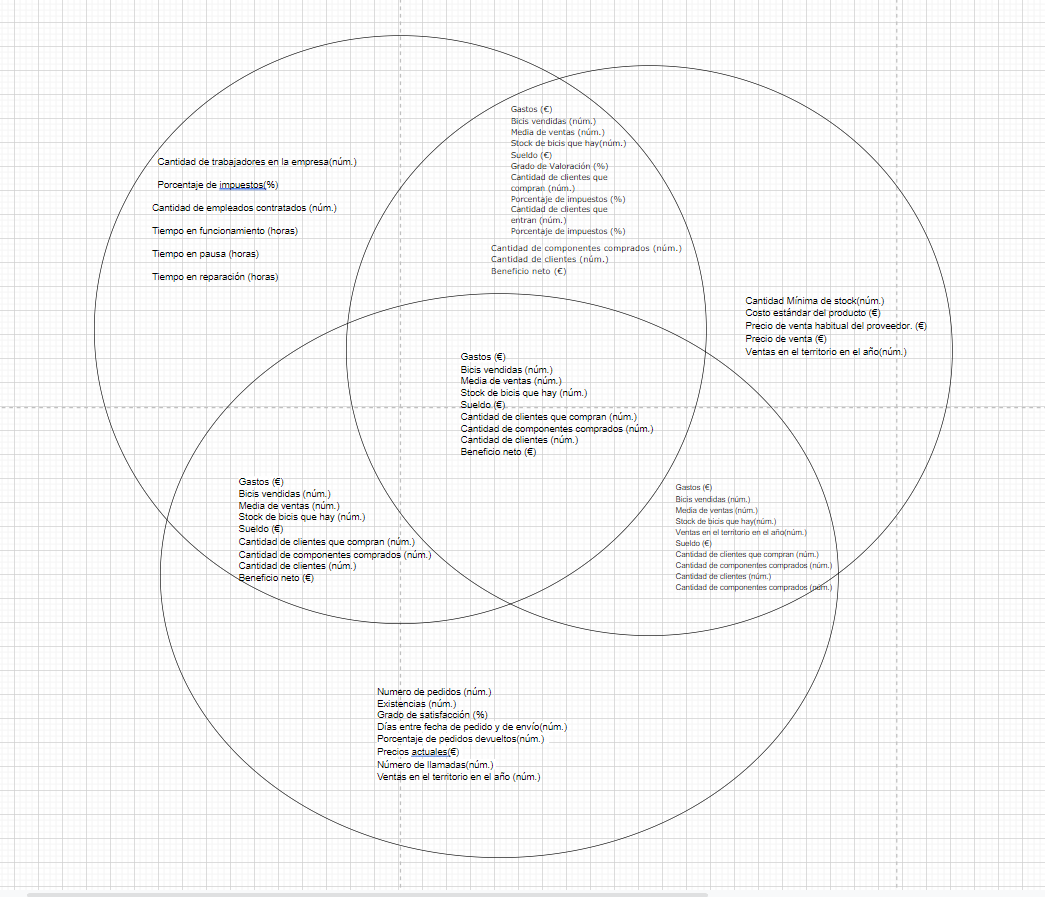 Gastos (€)
Bicis vendidas (núm.)
Media de ventas (núm.)
Stock de bicis que hay(núm.)
Sueldo (€)
Grado de Valoración (%)
Cantidad de clientes que
compran (núm.)
Porcentaje de impuestos (%)
Cantidad de clientes que
entran (núm.)
Porcentaje de impuestos (%)
Cantidad de componentes comprados (núm.)
Cantidad de clientes (núm.)
Beneficio neto (€)
Cantidad de trabajadores en la empresa(núm.)
Porcentaje de impuestos(%)
Cantidad de empleados contratados (núm.)
Tiempo en funcionamiento (horas)
Tiempo en pausa (horas)
Tiempo en reparación (horas)
Cantidad Mínima de stock(núm.)
Costo estándar del producto (€)
Precio de venta habitual del proveedor. (€)
Precio de venta (€)
Ventas en el territorio en el año(núm.)
Gastos (€)
Bicis vendidas (núm.)
Media de ventas (núm.)
Stock de bicis que hay (núm.)
Sueldo (€)
Cantidad de clientes que compran (núm.)
Cantidad de componentes comprados (núm.)
Cantidad de clientes (núm.)
Beneficio neto (€)
Gastos (€)
Bicis vendidas (núm.)
Media de ventas (núm.)
Stock de bicis que hay (núm.)
Sueldo (€)
Cantidad de clientes que compran (núm.)
Cantidad de componentes comprados (núm.)
Cantidad de clientes (núm.)
Beneficio neto (€)
Gastos (€)
Bicis vendidas (núm.)
Media de ventas (núm.)
Stock de bicis que hay(núm.)
Ventas en el territorio en el año(núm.)
Sueldo (€)
Cantidad de clientes que compran (núm.)
Cantidad de componentes comprados (núm.)
Cantidad de clientes (núm.)
Cantidad de componentes comprados (núm.)
Numero de pedidos (núm.)
Existencias (núm.)
Grado de satisfacción (%)
Días entre fecha de pedido y de envío(núm.)
Porcentaje de pedidos devueltos(núm.)
Precios actuales(€)
Número de llamadas(núm.)
Ventas en el territorio en el año (núm.)